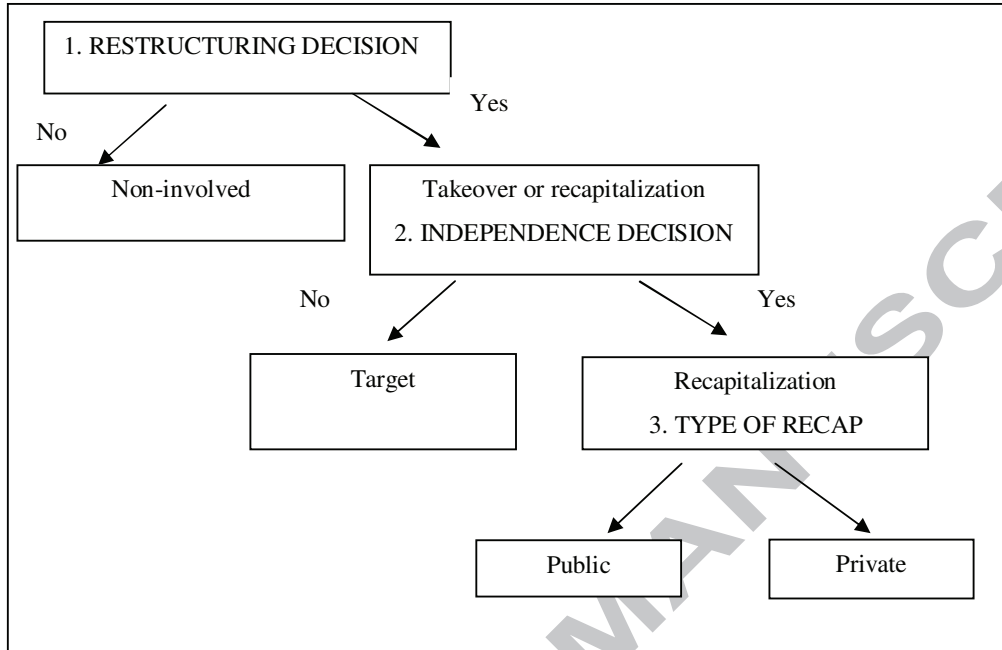 1. RESTRUCTURING DECISION
Yes
No
Non-involved
Takeover or recapitalization
2. INDEPENDENCE DECISION
No
Yes
Target
Recapitalization
3. TYPE OF RECAP
Public
Private
MANUSC